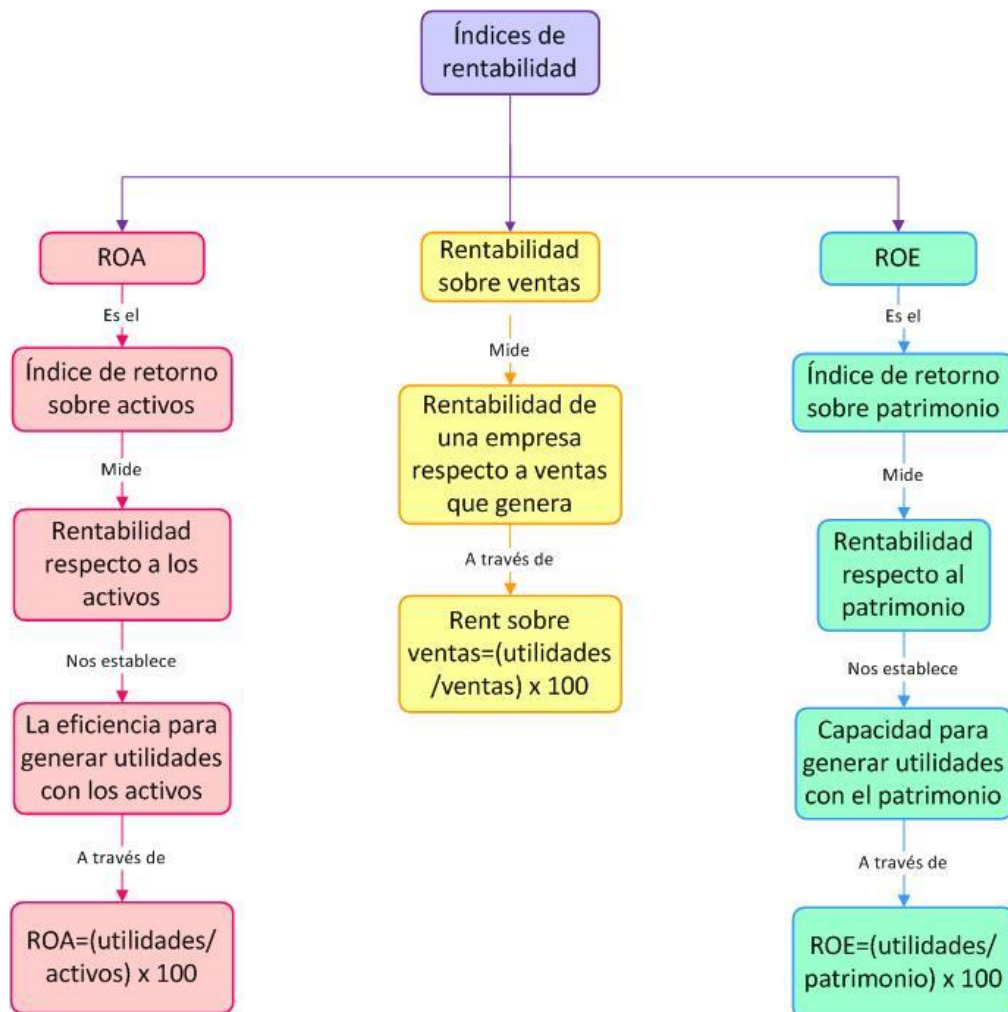 Índices de
rentabilidad
ROA
Es el
Índice de retorno
sobre activos
Mide
Rentabilidad
respecto a los
activos
Nos establece
La eficiencia para
generar utilidades
con los activos
A través de
ROA=(utilidades/
activos) x 100
Rentabilidad
sobre ventas
Mide
Rentabilidad de
una empresa
respecto a ventas
que genera
A través de
Rent sobre
ventas=(utilidades
/ventas) x 100
ROE
Es el
Índice de retorno
sobre patrimonio
Mide
Rentabilidad
respecto al
patrimonio
Nos establece
Capacidad para
generar utilidades
con el patrimonio
A través de
ROE=(utilidades/
patrimonio) x 100